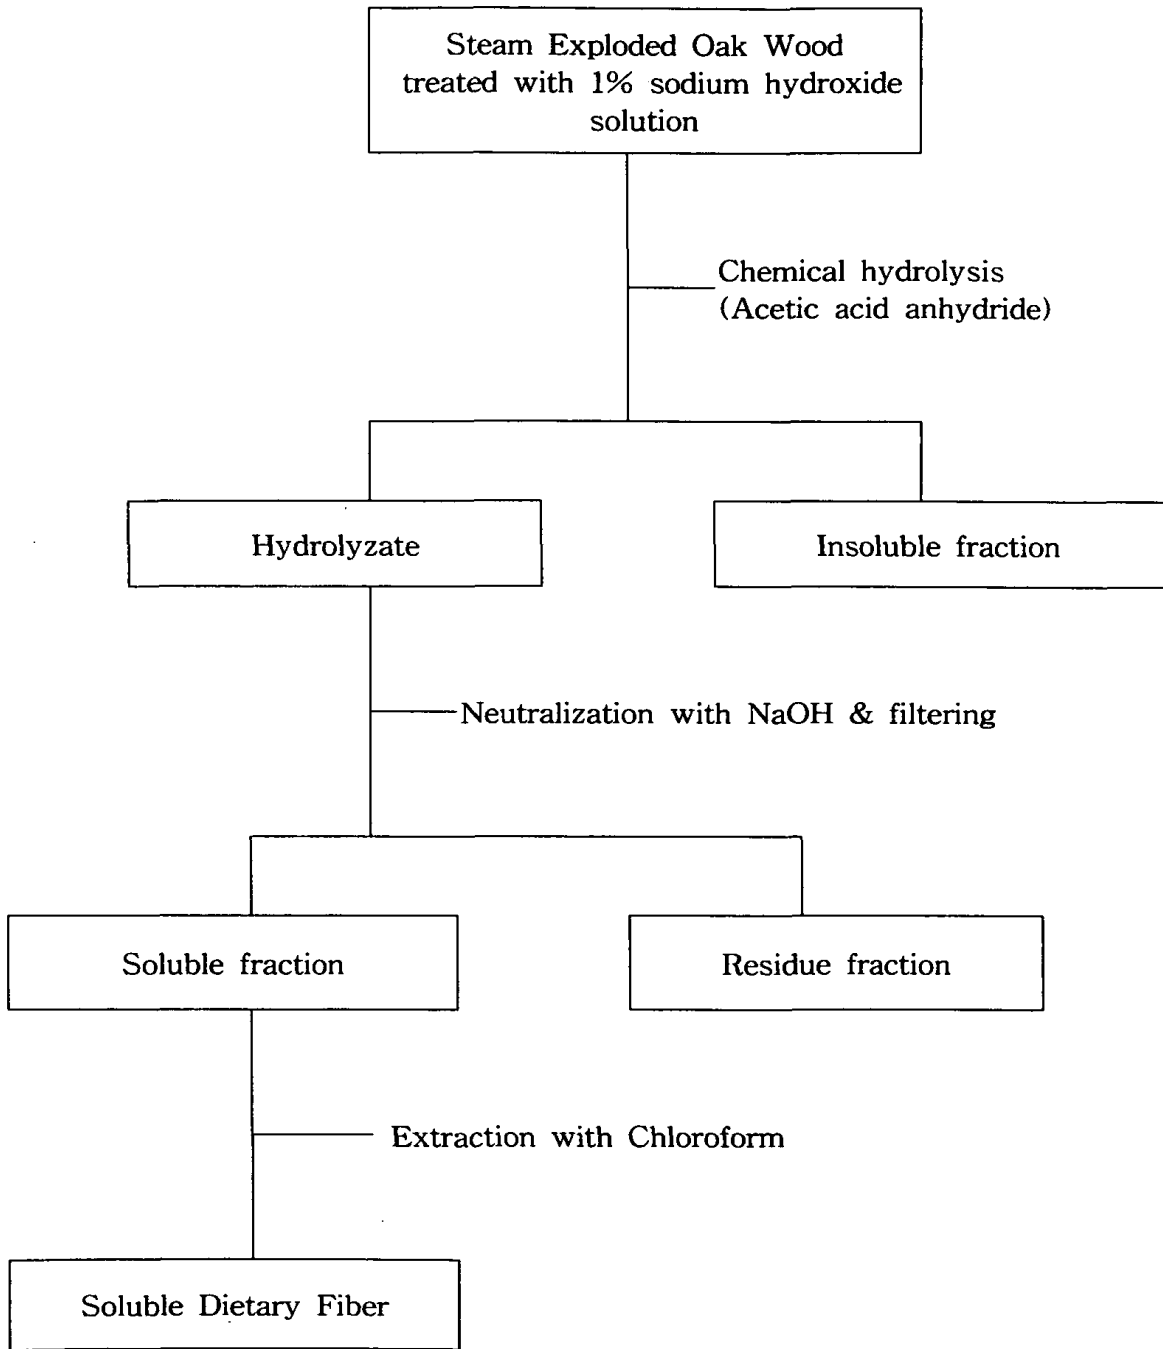 Steam Exploded Oak Wood
treated with 1% sodium hydroxide
solution
Chemical hydrolysis
(Acetic acid anhydride)
Hydrolyzate
Insoluble fraction
Neutralization with NaOH & filtering
Soluble fraction
Residue fraction
Extraction with Chloroform
Soluble Dietary Fiber